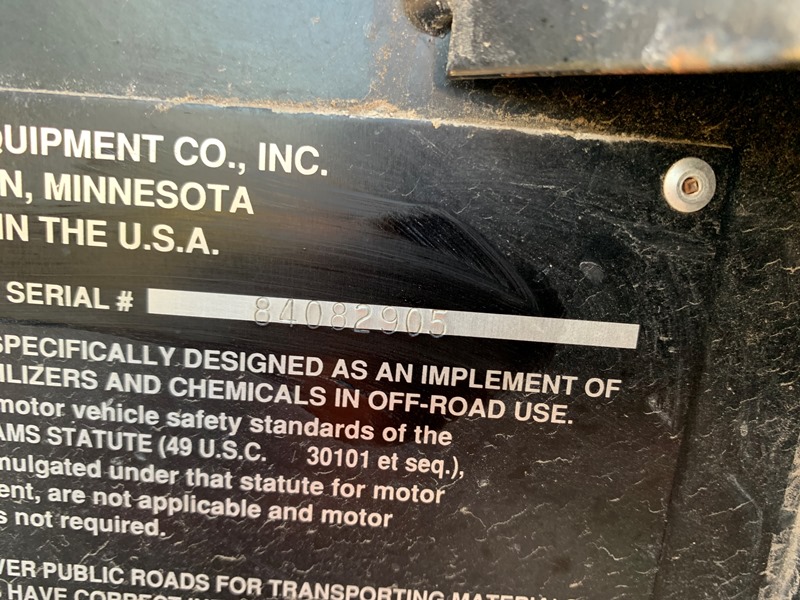 QUIPMENT CO., INC.
N, MINNESOTA
IN THE U.S.A.
SERIAL # 84082905
SPECIFICALLY DESIGNED AS AN IMPLEMENT OF
ILIZERS AND CHEMICALS IN OFF-ROAD USE.
motor vehicle safety standards of the
AMS STATUTE (49 U.S.C. 30101 et seq.),
mulgated under that statute for motor
ent, are not applicable and motor
s not required.
VER PUBLIC ROADS FOR TRANSPORTING
HAVE